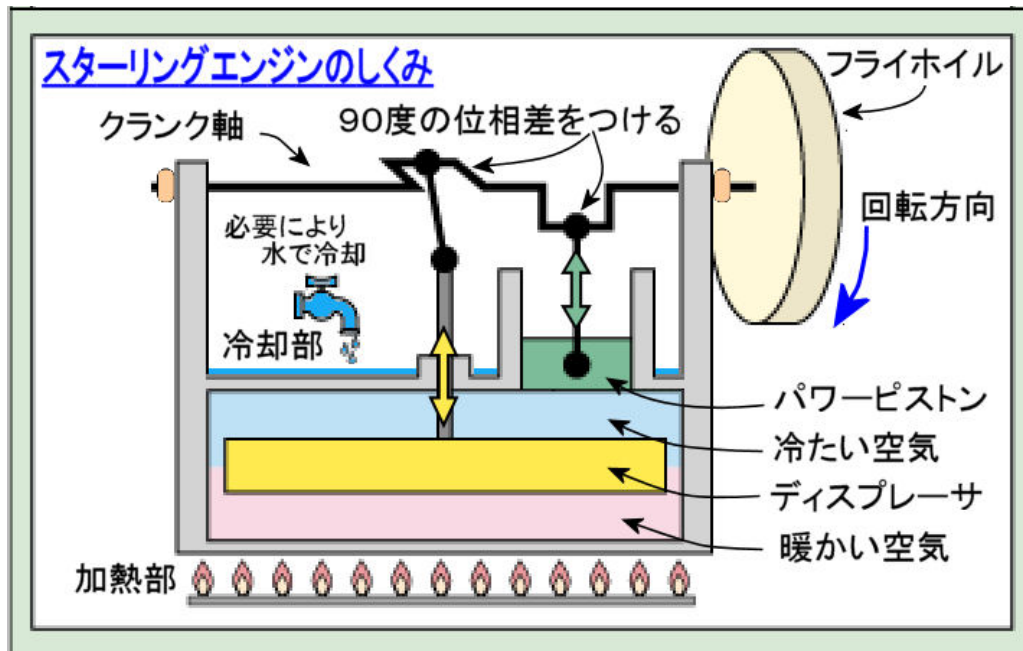 スターリングエンジンのしくみ
フライホイル
クランク軸
90度の位相差をつける
回転方向
必要により
水で冷却
冷却部
パワーピストン
冷たい空気
ディスプレーサ
暖かい空気
加熱部